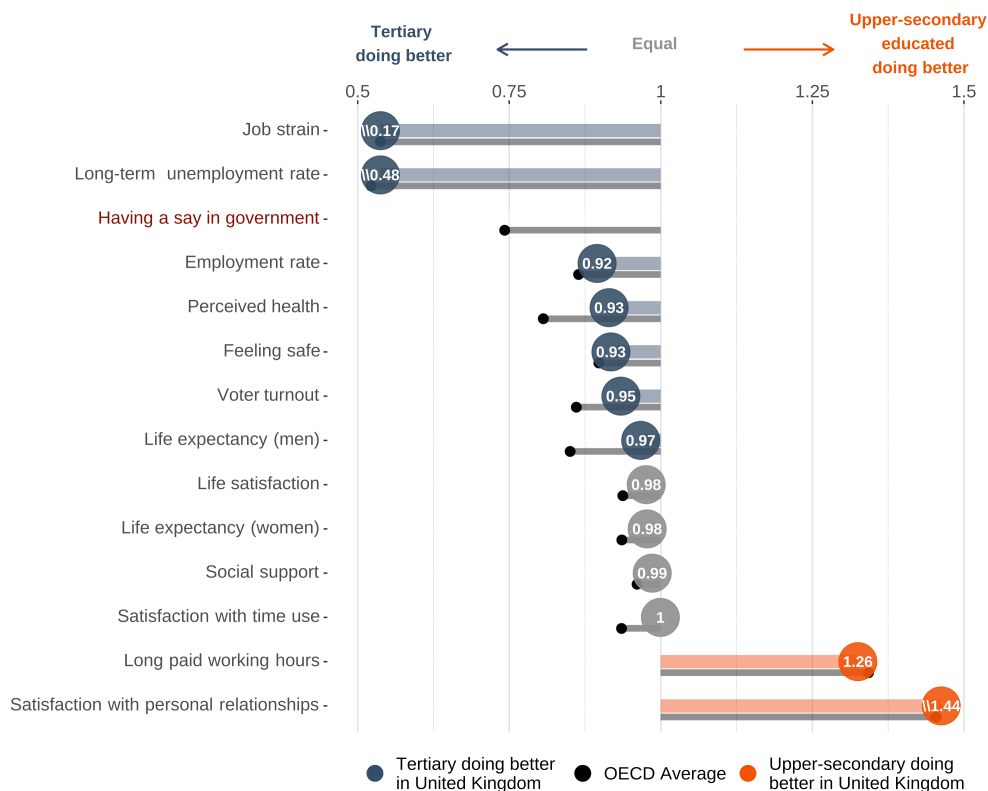 Tertiary
doing better
Equal
Upper-secondary
educated
doing better
0.5 0.75 1 1.25 1.5
Job strain \\0.17
Long-term unemployment rate \\0.48
Having a say in government
Employment rate 0.92
Perceived health 0.93
Feeling safe 0.93
Voter turnout 0.95
Life expectancy (men) 0.97
Life satisfaction 0.98
Life expectancy (women) 0.98
Social support 0.99
Satisfaction with time use 1
Long paid working hours 1.26
Satisfaction with personal relationships \\1.44
Tertiary doing better
in United Kingdom
OECD Average
Upper-secondary doing
better in United Kingdom